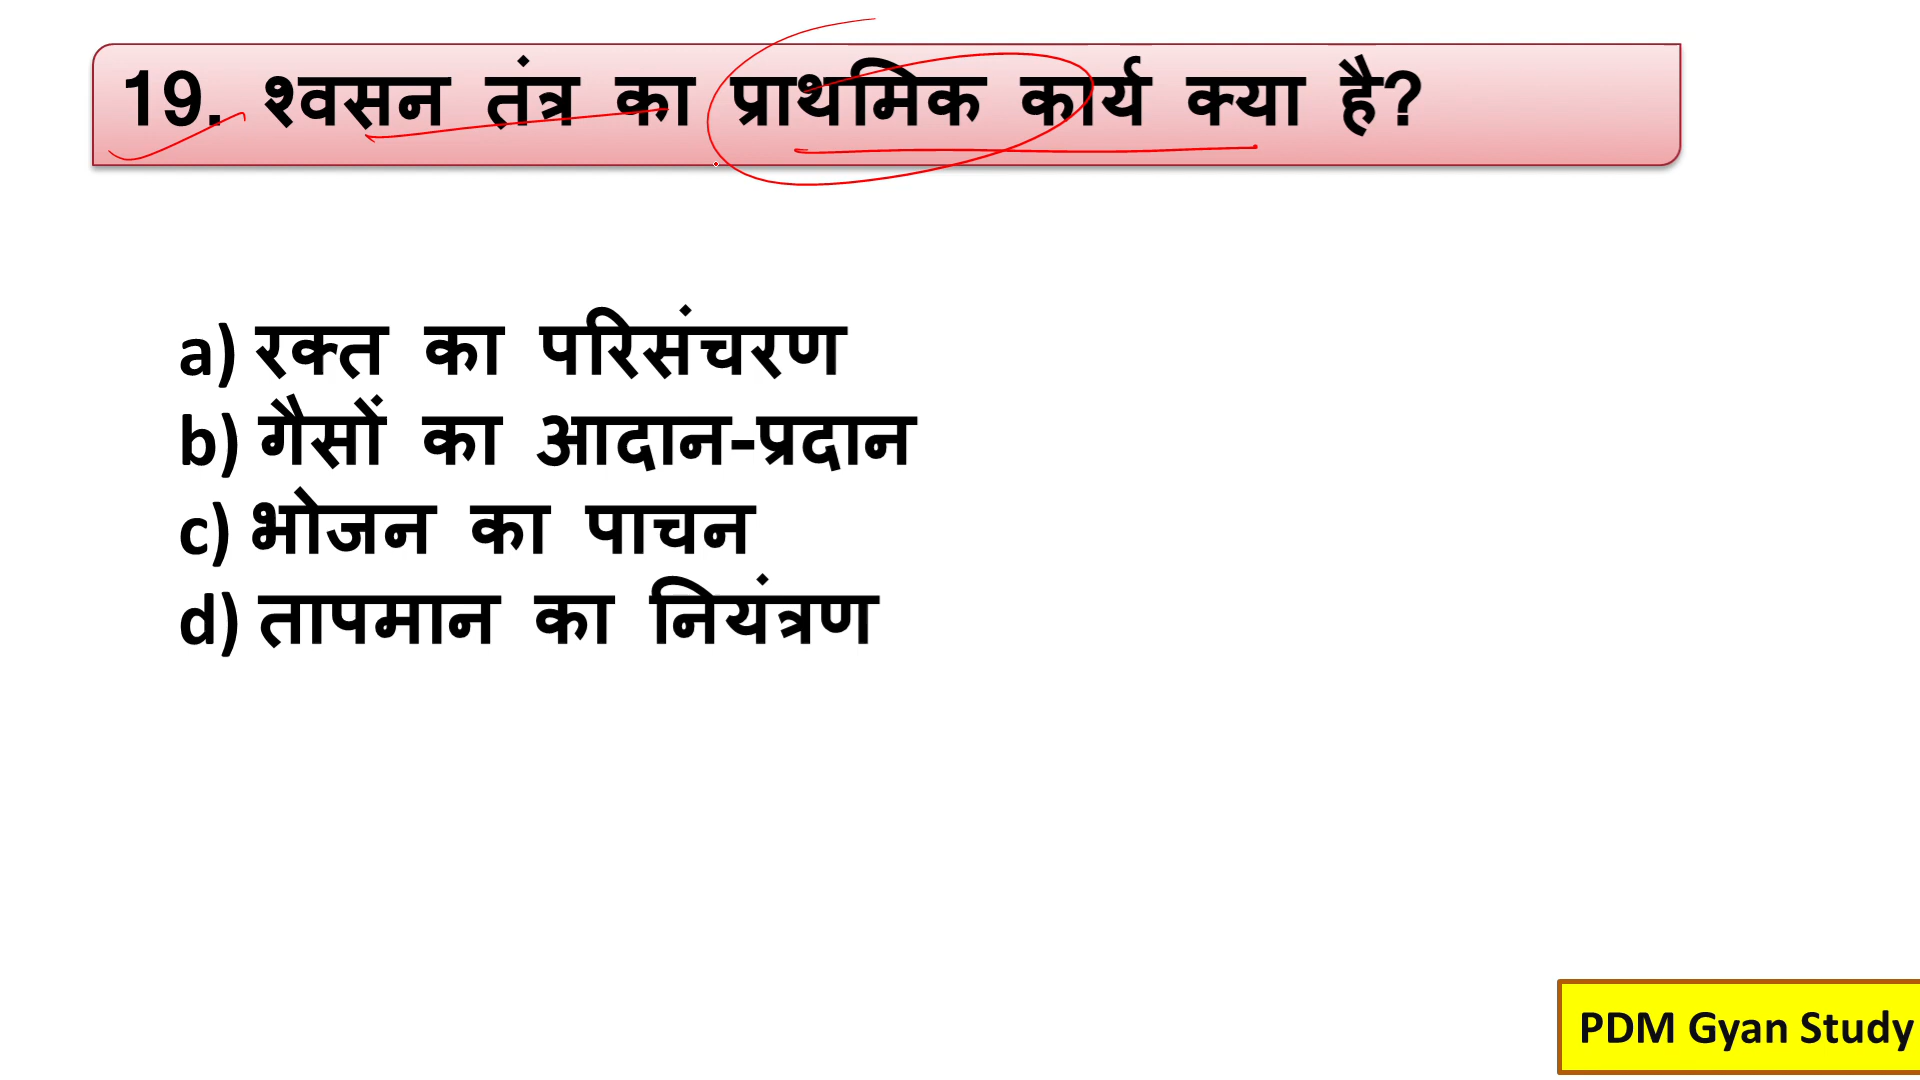 19. श्वसन तंत्र का प्राथमिक कार्य क्या है?
a) रक्त का परिसंचरण
b) गैसों का आदान-प्रदान
c) भोजन का पाचन
d) तापमान का नियंत्रण
PDM Gyan Study